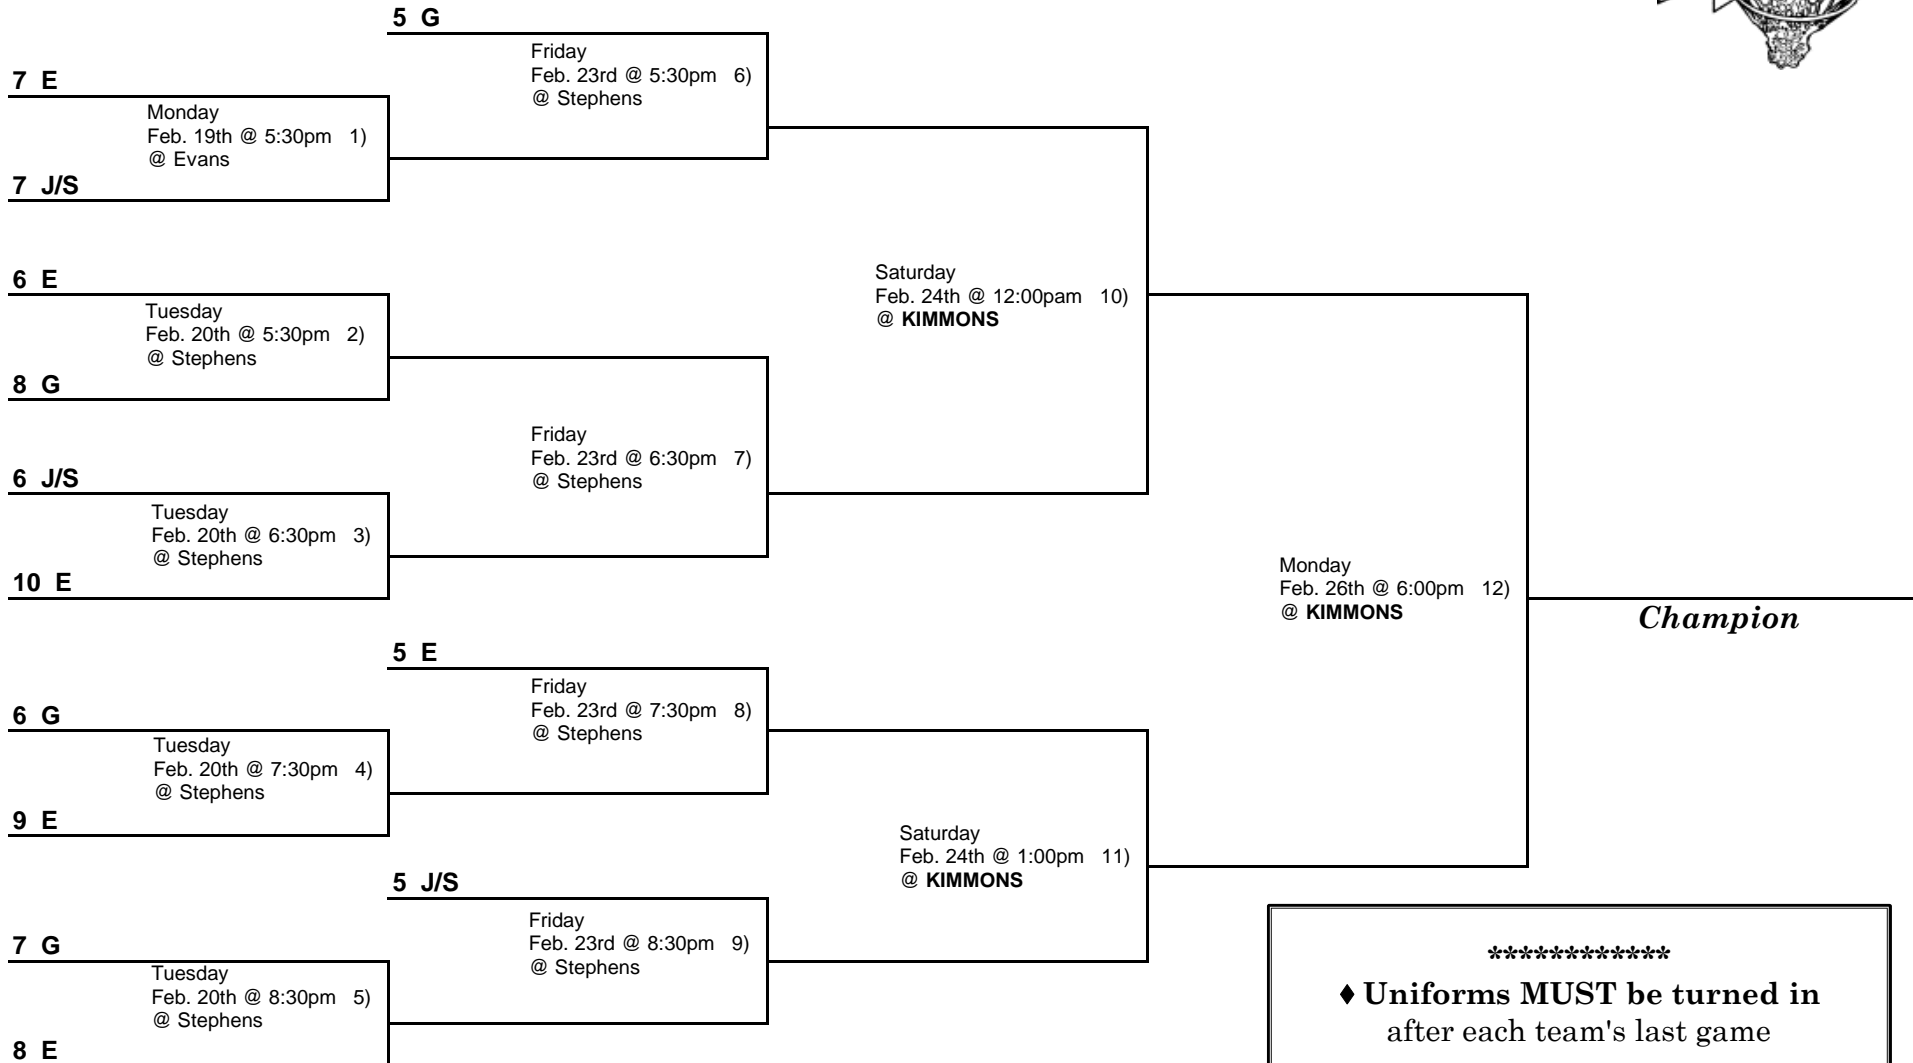 5 G
Friday
Feb. 23rd @ 5:30pm 6)
@ Stephens
7 E
Monday
Feb. 19th @ 5:30pm 1)
@ Evans
7 J/S
6 E
Tuesday
Feb. 20th @ 5:30pm 2)
@ Stephens
8 G
Saturday
Feb. 24th @ 12:00pam 10)
@ KIMMONS
Friday
Feb. 23rd @ 6:30pm 7)
@ Stephens
6 J/S
Tuesday
Feb. 20th @ 6:30pm 3)
@ Stephens
10 E
Monday
Feb. 26th @ 6:00pm 12)
@ KIMMONS
Champion
5 E
Friday
Feb. 23rd @ 7:30pm 8)
@ Stephens
6 G
Tuesday
Feb. 20th @ 7:30pm 4)
@ Stephens
9 E
Saturday
Feb. 24th @ 1:00pm 11)
@ KIMMONS
5 J/S
Friday
Feb. 23rd @ 8:30pm 9)
@ Stephens
7 G
Tuesday
Feb. 20th @ 8:30pm 5)
@ Stephens
8 E
************
♦ Uniforms MUST be turned in
after each team's last game